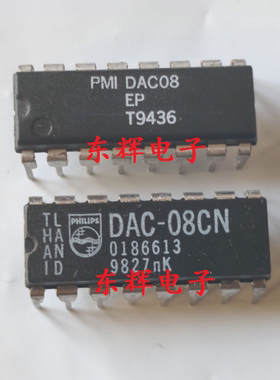 PMI DAC08
EP
T9436
东辉电子
TL
HA
AN
ID
PHILIPS
DAC-08CN
0186613
9827nK
东辉电子